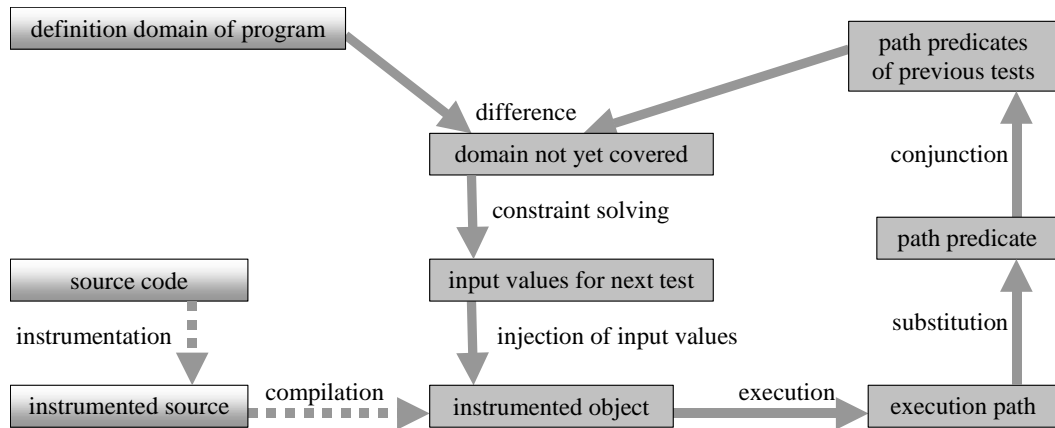 definition domain of program
path predicates
of previous tests
difference
domain not yet covered
conjunction
constraint solving
path predicate
source code
input values for next test
instrumentation
injection of input values
substitution
compilation
execution
instrumented source
instrumented object
execution path